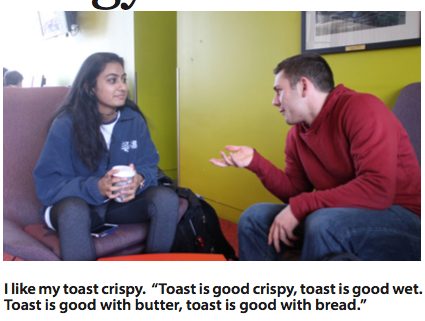 I like my toast crispy. “Toast is good crispy, toast is good wet.
Toast is good with butter, toast is good with bread.”